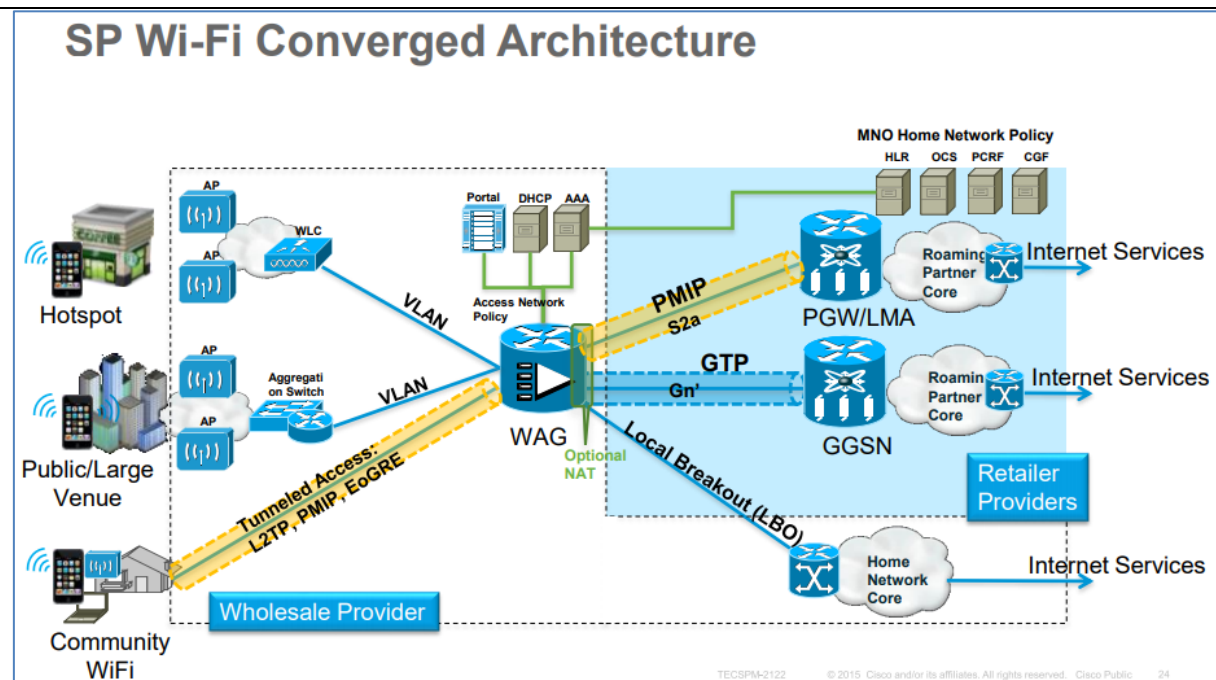 SP Wi-Fi Converged Architecture
MNO Home Network Policy
HLR OCS PCRF CGF
AP
Portal DHCP AAA
WLC
COFFEE
AP
Hotspot
VLAN
Access Network
Policy
PMIP
S2a
PGW/LMA
Roaming
Partner
Core
Internet Services
AP
Aggregati
on Switch
VLAN
AP
Public/Large
Venue
WAG
Optional
NAT
GTP
Gn'
GGSN
Roamin
Partner
Core
Internet Services
Retailer
Providers
Tunneled Access:
L2TP, PMIP, EoGRE
Local Breakout (LBO)
Home
Network
Core
Internet Services
Wholesale Provider
Community
WiFi
TECSPM-2122 © 2015 Cisco and/or its affiliates. All rights reserved. Cisco Public 24